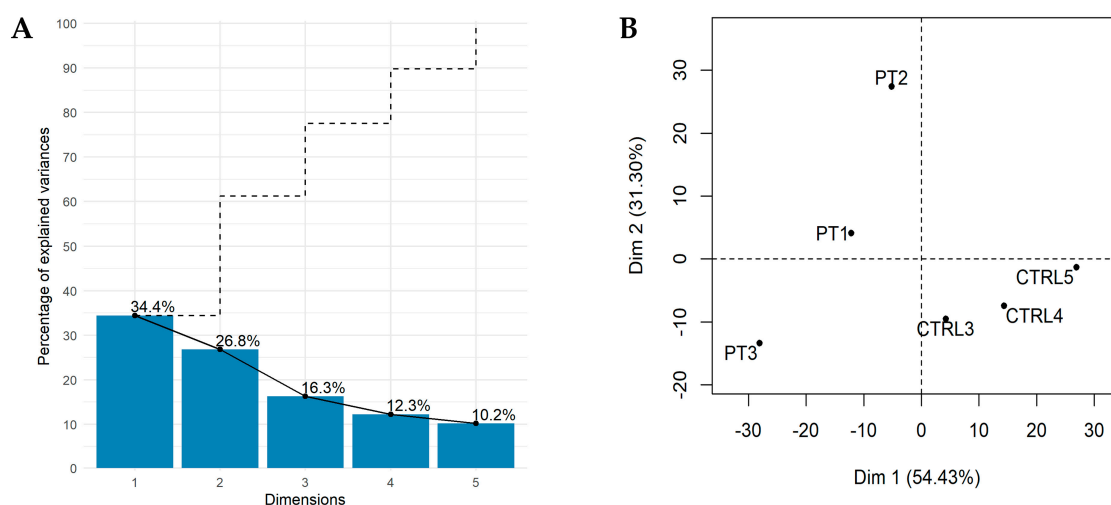 A
Percentage of explained variances
100
90
80
70
60
50
40
30
20
10
0
34.4%
26.8%
16.3%
12.3%
10.2%
1 2 3 4 5
Dimensions
B
Dim 2 (31.30%)
30
20
10
0
-10
-20
PT2
PT1
CTRL5
CTRL4
CTRL3
PT3
-30 -20 -10 0 10 20 30
Dim 1 (54.43%)